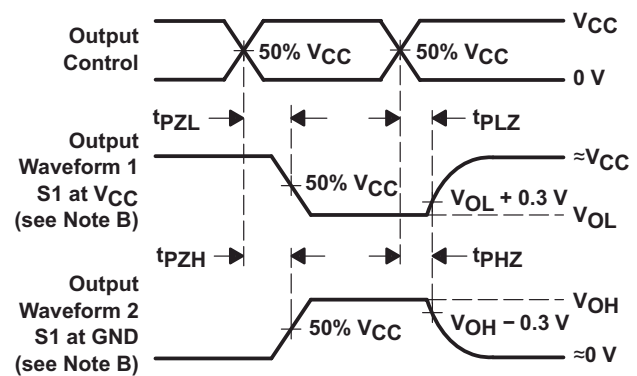 Output
Control
50% VCC
50% VCC
VCC
0 V
tPZL
tPLZ
Output
Waveform 1
S1 at VCC
(see Note B)
50% VCC
≈VCC
VOL + 0.3 V
VOL
tPZH
tPHZ
Output
Waveform 2
S1 at GND
(see Note B)
50% VCC
VOH
VOH − 0.3 V
≈0 V